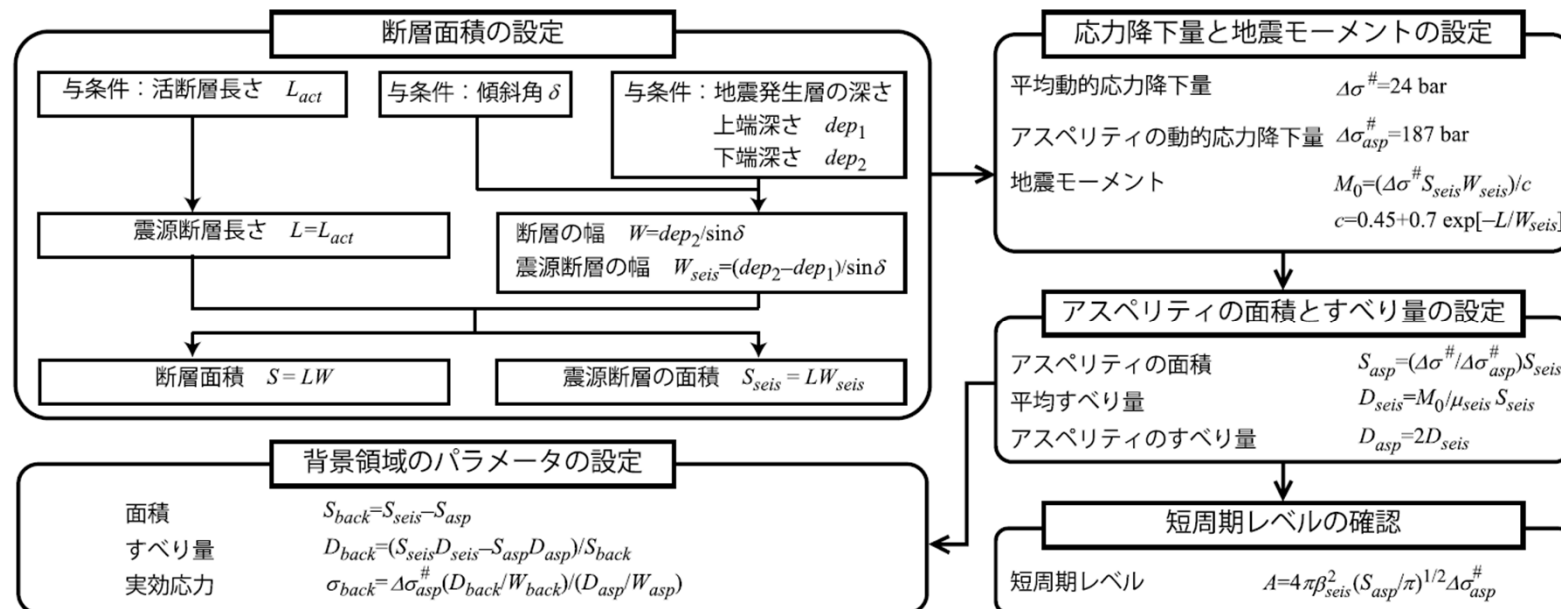 断層面積の設定
与条件：活断層長さ L_act
与条件：傾斜角 δ
与条件：地震発生層の深さ
上端深さ dep_1
下端深さ dep_2
震源断層長さ L=L_act
断層の幅 W=dep_2/sinδ
震源断層の幅 W_seis=(dep_2–dep_1)/sinδ
断層面積 S = LW
震源断層の面積 S_seis = LW_seis
応力降下量と地震モーメントの設定
平均動的応力降下量 Δσ^#=24 bar
アスペリティの動的応力降下量 Δσ^#_asp=187 bar
地震モーメント M_0=(Δσ^# S_seis W_seis)/c
c=0.45+0.7 exp[–L/W_seis]
アスペリティの面積とすべり量の設定
アスペリティの面積 S_asp=(Δσ^#/Δσ^#_asp)S_seis
平均すべり量 D_seis=M_0/μ_seis S_seis
アスペリティのすべり量 D_asp=2D_seis
背景領域のパラメータの設定
面積 S_back=S_seis–S_asp
すべり量 D_back=(S_seis D_seis–S_asp D_asp)/S_back
実効応力 σ_back=Δσ^#_asp(D_back/W_back)/(D_asp/W_asp)
短周期レベルの確認
短周期レベル A=4πβ^2_seis(S_asp/π)^1/2 Δσ^#_asp